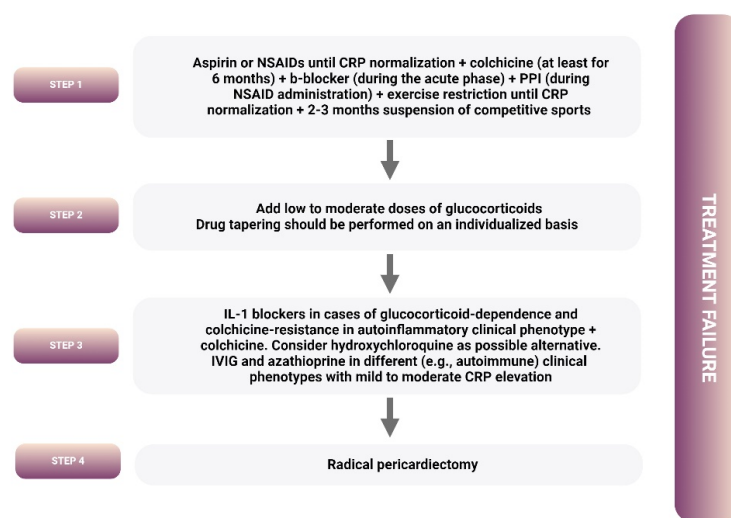 STEP 1
Aspirin or NSAIDs until CRP normalization + colchicine (at least for
6 months) + b-blocker (during the acute phase) + PPI (during
NSAID administration) + exercise restriction until CRP
normalization + 2-3 months suspension of competitive sports
STEP 2
Add low to moderate doses of glucocorticoids
Drug tapering should be performed on an individualized basis
STEP 3
IL-1 blockers in cases of glucocorticoid-dependence and
colchicine-resistance in autoinflammatory clinical phenotype +
colchicine. Consider hydroxychloroquine as possible alternative.
IVIG and azathioprine in different (e.g., autoimmune) clinical
phenotypes with mild to moderate CRP elevation
STEP 4
Radical pericardiectomy
TREATMENT FAILURE